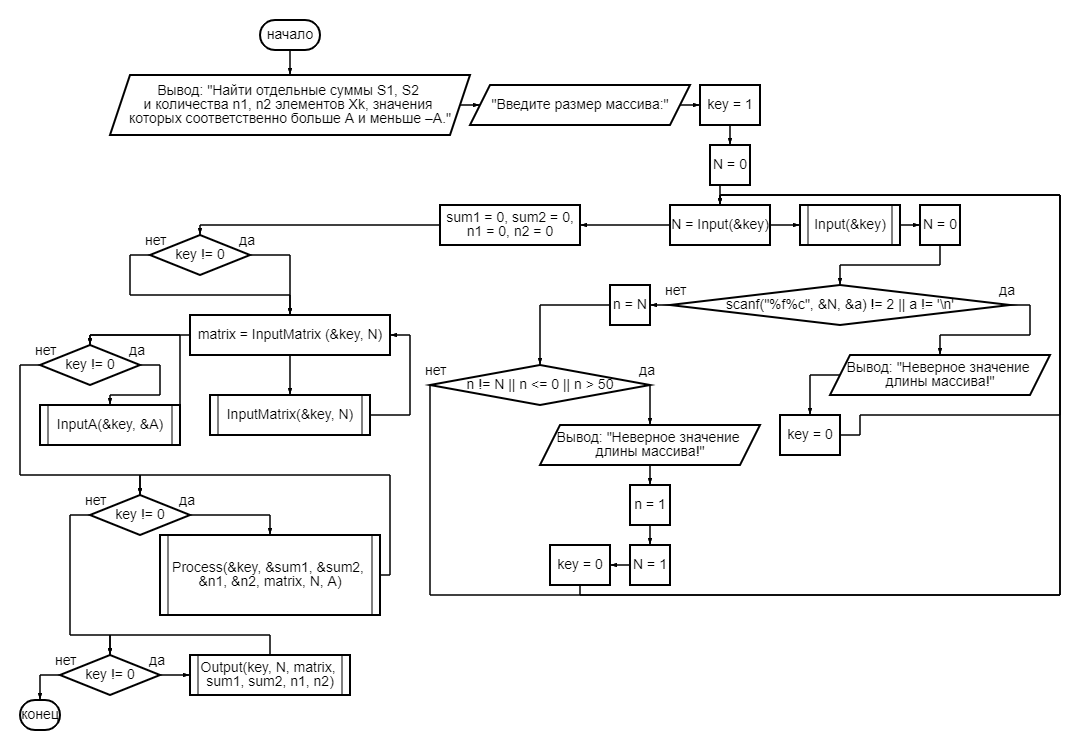 начало
Вывод: "Найти отдельные суммы S1, S2
и количества n1, n2 элементов Xk, значения
которых соответственно больше А и меньше –А."
"Введите размер массива:"
key = 1
N = 0
sum1 = 0, sum2 = 0,
n1 = 0, n2 = 0
N = Input(&key)
Input(&key)
N = 0
нет
да
key != 0
нет
да
scanf("%f%c", &N, &a) != 2 || a != '\n'
n = N
matrix = InputMatrix (&key, N)
нет
да
key != 0
Вывод: "Неверное значение
длины массива!"
нет
да
n != N || n <= 0 || n > 50
InputA(&key, &A)
InputMatrix(&key, N)
key = 0
Вывод: "Неверное значение
длины массива!"
нет
да
key != 0
n = 1
Process(&key, &sum1, &sum2,
&n1, &n2, matrix, N, A)
key = 0
N = 1
нет
да
key != 0
Output(key, N, matrix,
sum1, sum2, n1, n2)
конец